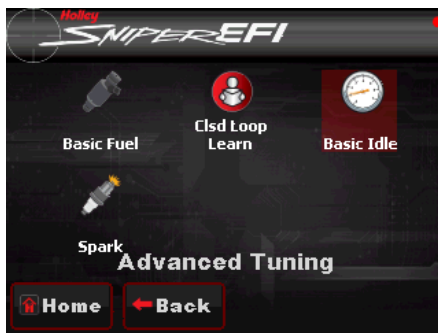 Holley
SNIPER EFI
Basic Fuel
Clsd Loop
Learn
Basic Idle
Spark
Advanced Tuning
Home
Back